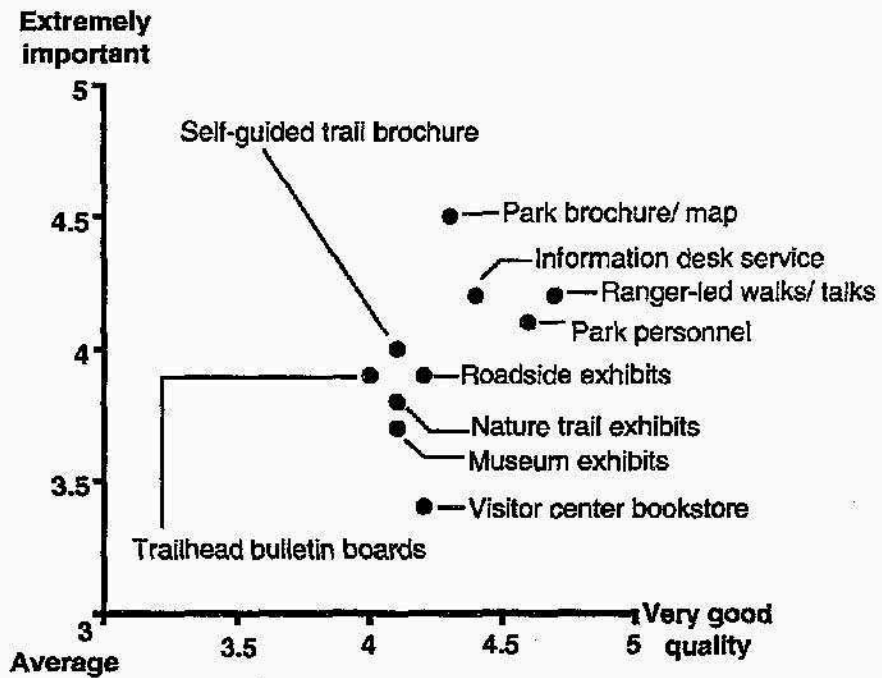 Extremely
important
5
Self-guided trail brochure
4.5
Park brochure/ map
Information desk service
Ranger-led walks/ talks
Park personnel
4
Roadside exhibits
Nature trail exhibits
Museum exhibits
3.5
Visitor center bookstore
Trailhead bulletin boards
3
Average
3.5
4
4.5
5
Very good
quality